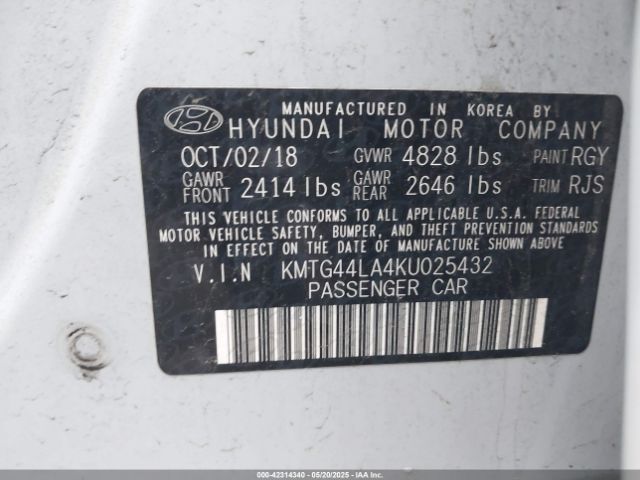 MANUFACTURED IN KOREA BY
HYUNDAI MOTOR COMPANY
OCT/02/18 GVWR 4828 lbs PAINT RGY
GAWR FRONT 2414 lbs GAWR REAR 2646 lbs TRIM RJS
THIS VEHICLE CONFORMS TO ALL APPLICABLE U.S.A. FEDERAL
MOTOR VEHICLE SAFETY, BUMPER, AND THEFT PREVENTION STANDARDS
IN EFFECT ON THE DATE OF MANUFACTURE SHOWN ABOVE.
V.I.N KMTG44LA4KU025432
PASSENGER CAR
000-42314340 - 05/20/2025 - IAAI.COM